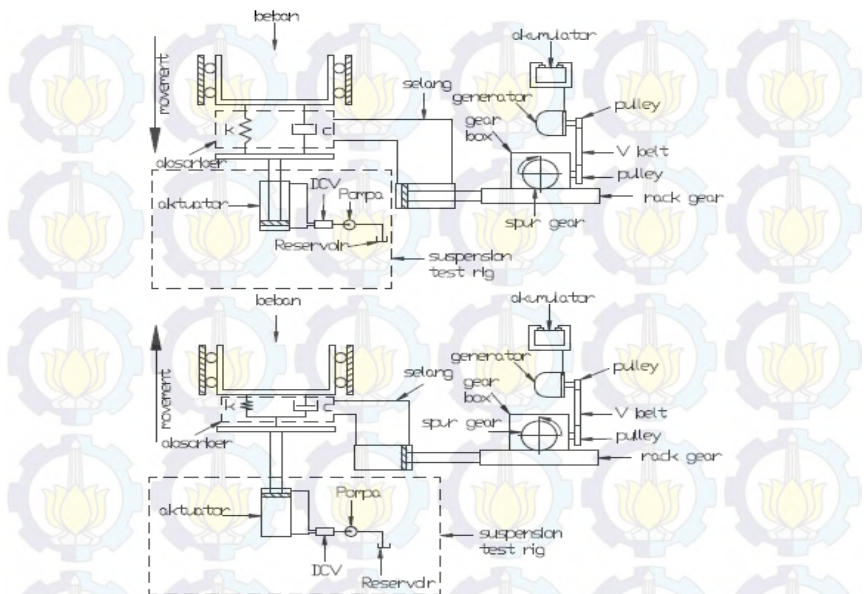 beban
akumulator
movement
selang
generator
pulley
gear
box
k
c
V belt
absorber
pulley
aktuator
DCV
Pompa
rack gear
spur gear
Reservoir
suspension
test rig
beban
akumulator
movement
generator
pulley
selang
gear
box
k
c
V belt
spur gear
absorber
pulley
rack gear
Pompa
aktuator
suspension
test rig
DCV
Reservoir